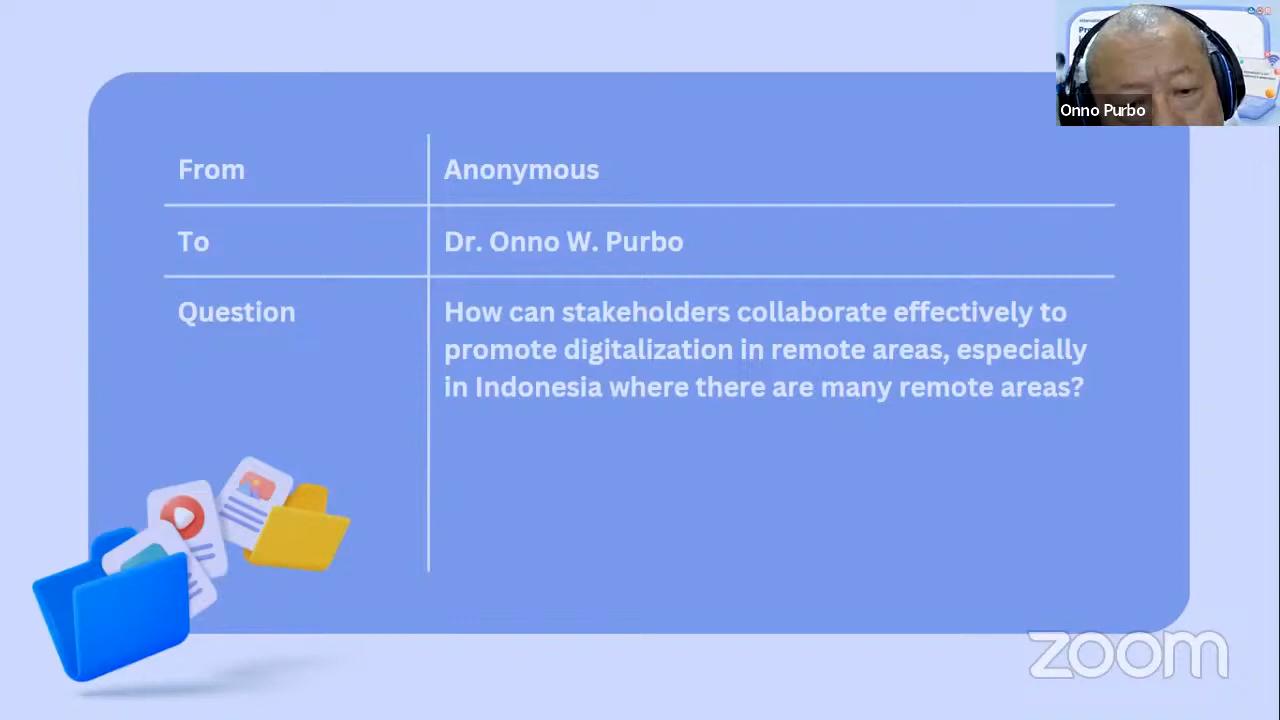 Onno Purbo
From
Anonymous
To
Dr. Onno W. Purbo
Question
How can stakeholders collaborate effectively to
promote digitalization in remote areas, especially
in Indonesia where there are many remote areas?
zoom